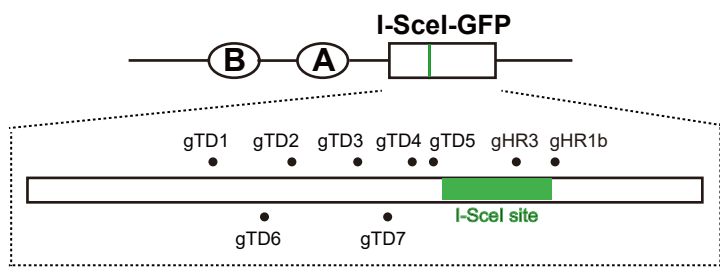 I-SceI-GFP
B A
gTD1 gTD2 gTD3 gTD4 gTD5 gHR3 gHR1b
I-SceI site
gTD6 gTD7